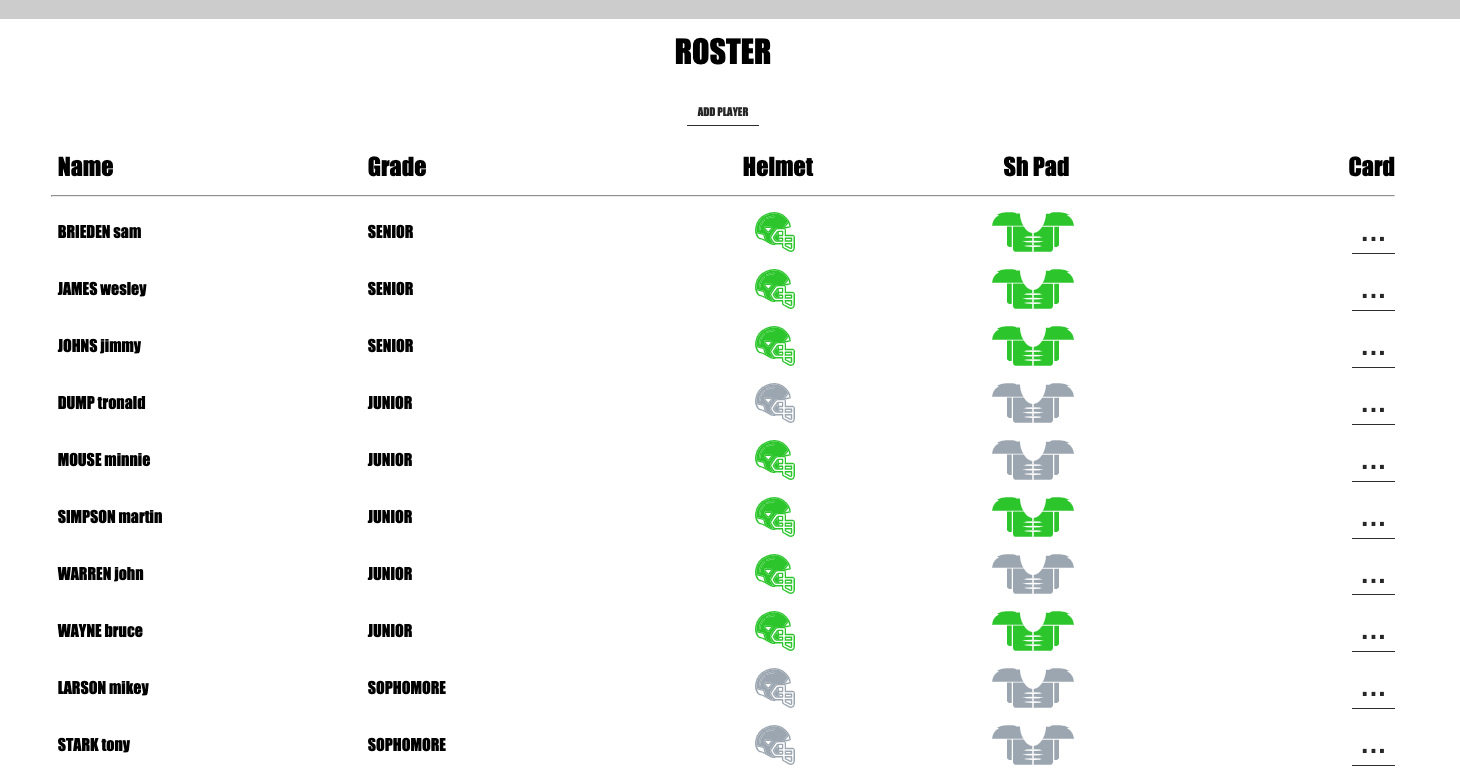 ROSTER
ADD PLAYER
Name Grade Helmet Sh Pad Card
BRIEDEN sam SENIOR ...
JAMES wesley SENIOR ...
JOHNS jimmy SENIOR ...
DUMP tronald JUNIOR ...
MOUSE minnie JUNIOR ...
SIMPSON martin JUNIOR ...
WARREN john JUNIOR ...
WAYNE bruce JUNIOR ...
LARSON mikey SOPHOMORE ...
STARK tony SOPHOMORE ...